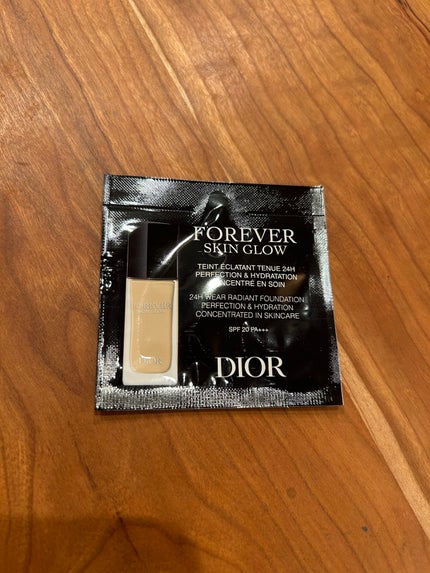 FOREVER
SKIN GLOW
TEINT ÉCLATANT TENUE 24H
PERFECTION & HYDRATATION
CONCENTRÉ EN SOIN
24H WEAR RADIANT FOUNDATION
PERFECTION & HYDRATION
CONCENTRATED IN SKINCARE
SPF 20 PA+++
DIOR
DIOR